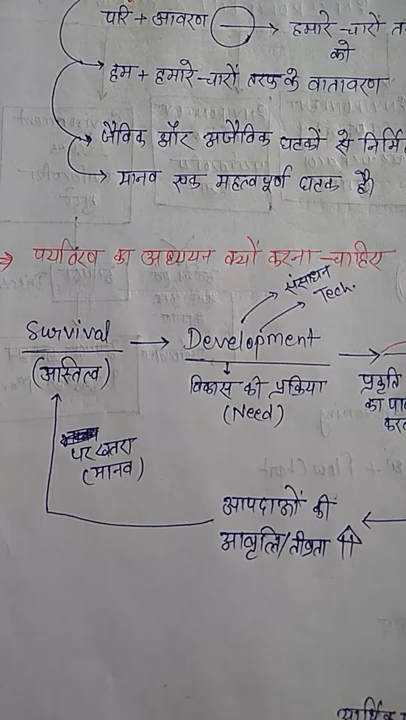 परि + आवरण → हमारे चारों
को
हम + हमारे चारों तरफ के वातावरण
जैविक और अजैविक घटकों से
मानव एक महत्वपूर्ण घटक है।
⇒ पर्यावरण का अध्ययन क्यों करना चाहिए
संसाधन
Tech.
Survival → Development →
(अस्तित्व) विकास की प्रक्रिया प्रकृति
(Need) का
पर खतरा
(मानव)
आपदाओं की
आवृति/तीव्रता ⇑ ←